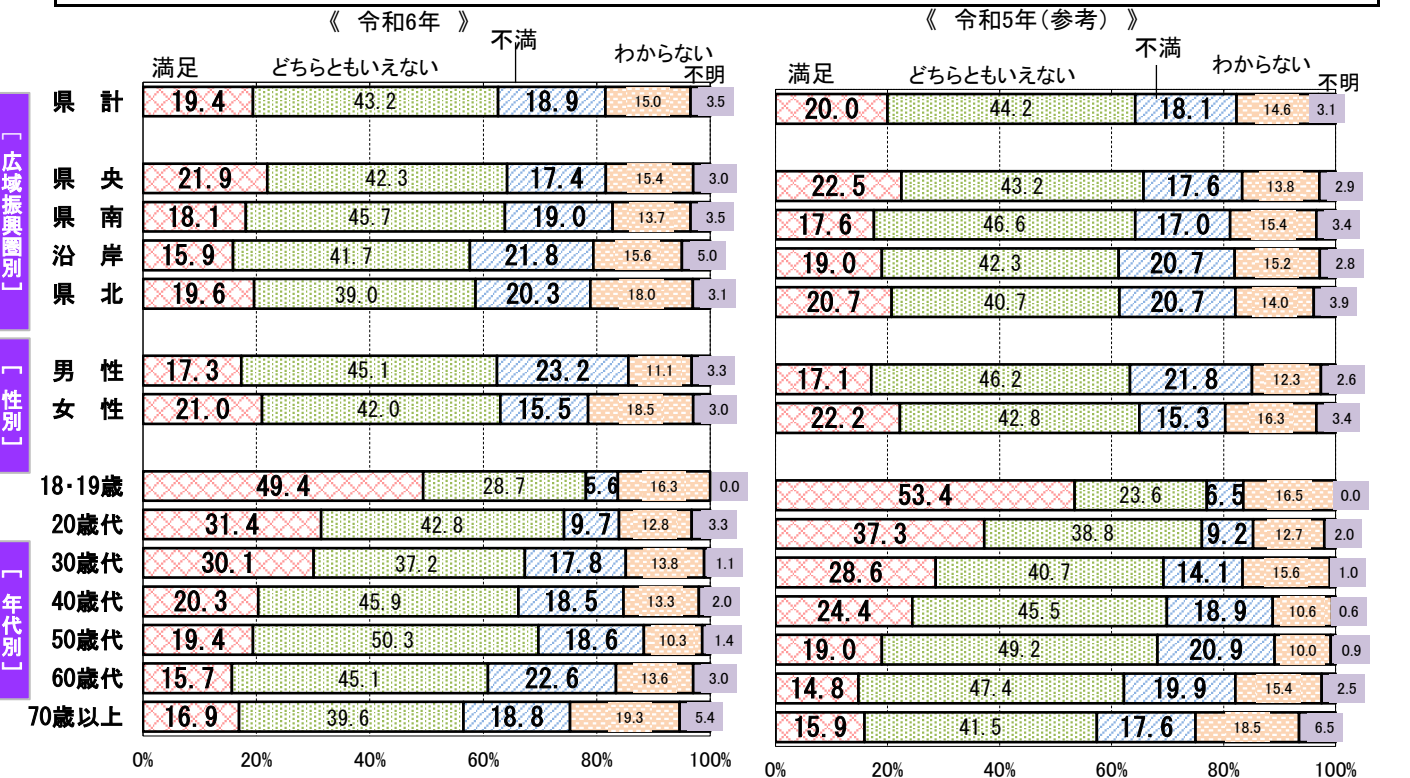 《 令和6年 》
満足 どちらともいえない 不満 わからない 不明
[ 広域振興圏別 ]
県 計 19.4 43.2 18.9 15.0 3.5
県 央 21.9 42.3 17.4 15.4 3.0
県 南 18.1 45.7 19.0 13.7 3.5
沿 岸 15.9 41.7 21.8 15.6 5.0
県 北 19.6 39.0 20.3 18.0 3.1
[ 性別 ]
男 性 17.3 45.1 23.2 11.1 3.3
女 性 21.0 42.0 15.5 18.5 3.0
[ 年代別 ]
18・19歳 49.4 28.7 5.6 16.3 0.0
20歳代 31.4 42.8 9.7 12.8 3.3
30歳代 30.1 37.2 17.8 13.8 1.1
40歳代 20.3 45.9 18.5 13.3 2.0
50歳代 19.4 50.3 18.6 10.3 1.4
60歳代 15.7 45.1 22.6 13.6 3.0
70歳以上 16.9 39.6 18.8 19.3 5.4
0% 20% 40% 60% 80% 100%
《 令和5年(参考) 》
満足 どちらともいえない 不満 わからない 不明
20.0 44.2 18.1 14.6 3.1
22.5 43.2 17.6 13.8 2.9
17.6 46.6 17.0 15.4 3.4
19.0 42.3 20.7 15.2 2.8
20.7 40.7 20.7 14.0 3.9
17.1 46.2 21.8 12.3 2.6
22.2 42.8 15.3 16.3 3.4
53.4 23.6 6.5 16.5 0.0
37.3 38.8 9.2 12.7 2.0
28.6 40.7 14.1 15.6 1.0
24.4 45.5 18.9 10.6 0.6
19.0 49.2 20.9 10.0 0.9
14.8 47.4 19.9 15.4 2.5
15.9 41.5 17.6 18.5 6.5
0% 20% 40% 60% 80% 100%